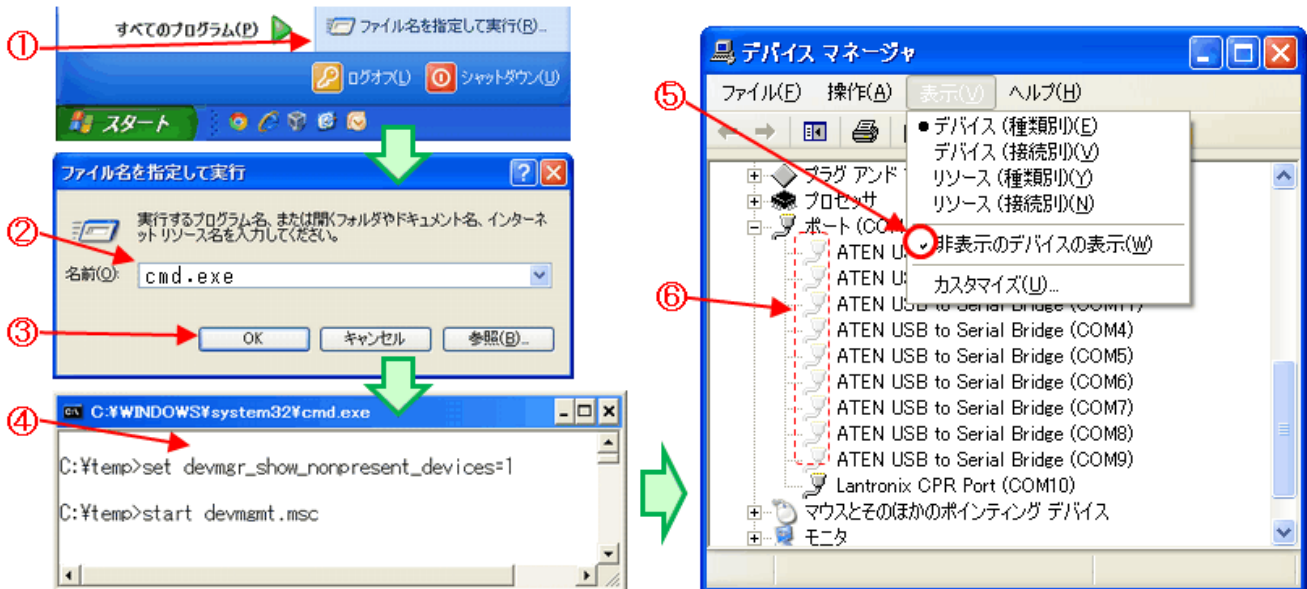 ①
すべてのプログラム(P)
ファイル名を指定して実行(R)...
ログオフ(L)
シャットダウン(U)
スタート
ファイル名を指定して実行
②
実行するプログラム名、または開くフォルダやドキュメント名、インターネ
ット リソース名を入力してください。
名前(O):
cmd.exe
③
OK
キャンセル
参照(B)...
④
C:¥WINDOWS¥system32¥cmd.exe
C:¥temp>set devmgr_show_nonpresent_devices=1
C:¥temp>start devmgmt.msc
デバイス マネージャ
⑤
ファイル(F) 操作(A) 表示(V) ヘルプ(H)
デバイス (種類別)(E)
デバイス (接続別)(V)
リソース (種類別)(Y)
リソース (接続別)(N)
非表示のデバイスの表示(W)
カスタマイズ(U)...
プラグ アンド
プロセッサ
ポート (COM
⑥
ATEN U
ATEN U
ATEN USB to Serial Bridge (COM11)
ATEN USB to Serial Bridge (COM4)
ATEN USB to Serial Bridge (COM5)
ATEN USB to Serial Bridge (COM6)
ATEN USB to Serial Bridge (COM7)
ATEN USB to Serial Bridge (COM8)
ATEN USB to Serial Bridge (COM9)
Lantronix CPR Port (COM10)
マウスとそのほかのポインティング デバイス
モニタ